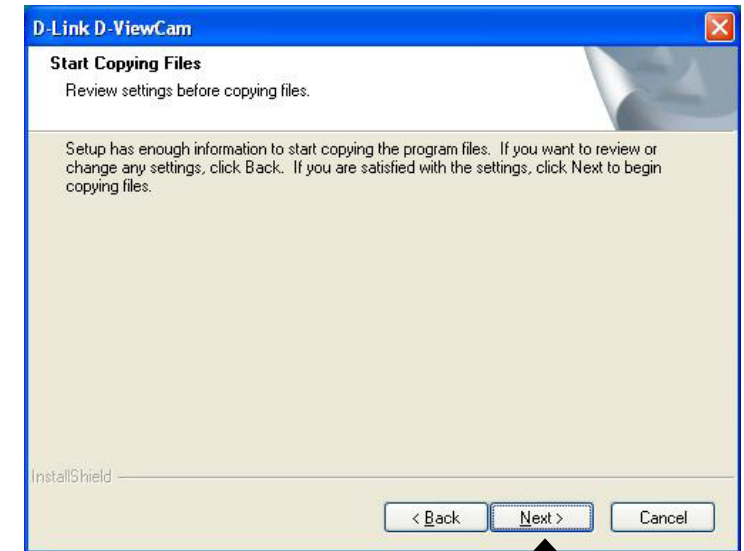 D-Link D-ViewCam
Start Copying Files
Review settings before copying files.
Setup has enough information to start copying the program files. If you want to review or
change any settings, click Back. If you are satisfied with the settings, click Next to begin
copying files.
InstallShield
< Back
Next >
Cancel